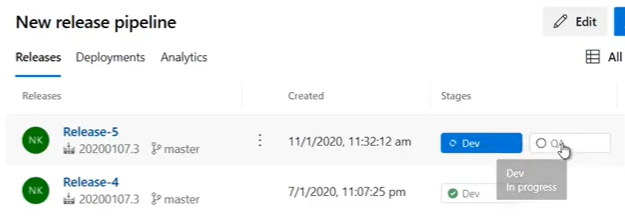 New release pipeline
Edit
Releases Deployments Analytics
All
Releases Created Stages
NK Release-5 11/1/2020, 11:32:12 am Dev QA
20200107.3 master
Dev
In progress
NK Release-4 7/1/2020, 11:07:25 pm Dev
20200107.3 master